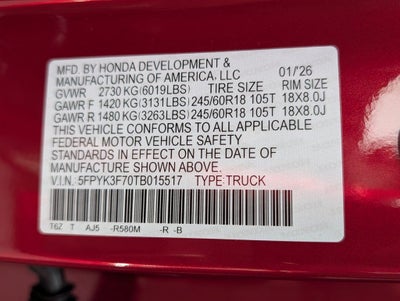 MFD. BY HONDA DEVELOPMENT &
MANUFACTURING OF AMERICA, LLC 01/'26
GVWR 2730 KG (6019LBS) TIRE SIZE RIM SIZE
GAWR F 1420 KG (3131LBS) 245/60R18 105T 18X8.0J
GAWR R 1480 KG (3263LBS) 245/60R18 105T 18X8.0J
THIS VEHICLE CONFORMS TO ALL APPLICABLE
FEDERAL MOTOR VEHICLE SAFETY
STANDARDS IN EFFECT ON THE DATE OF
MANUFACTURE SHOWN ABOVE.
V.I.N. 5FPYK3F70TB015517 TYPE:TRUCK
T6Z T AJ5 -R580M -R -B